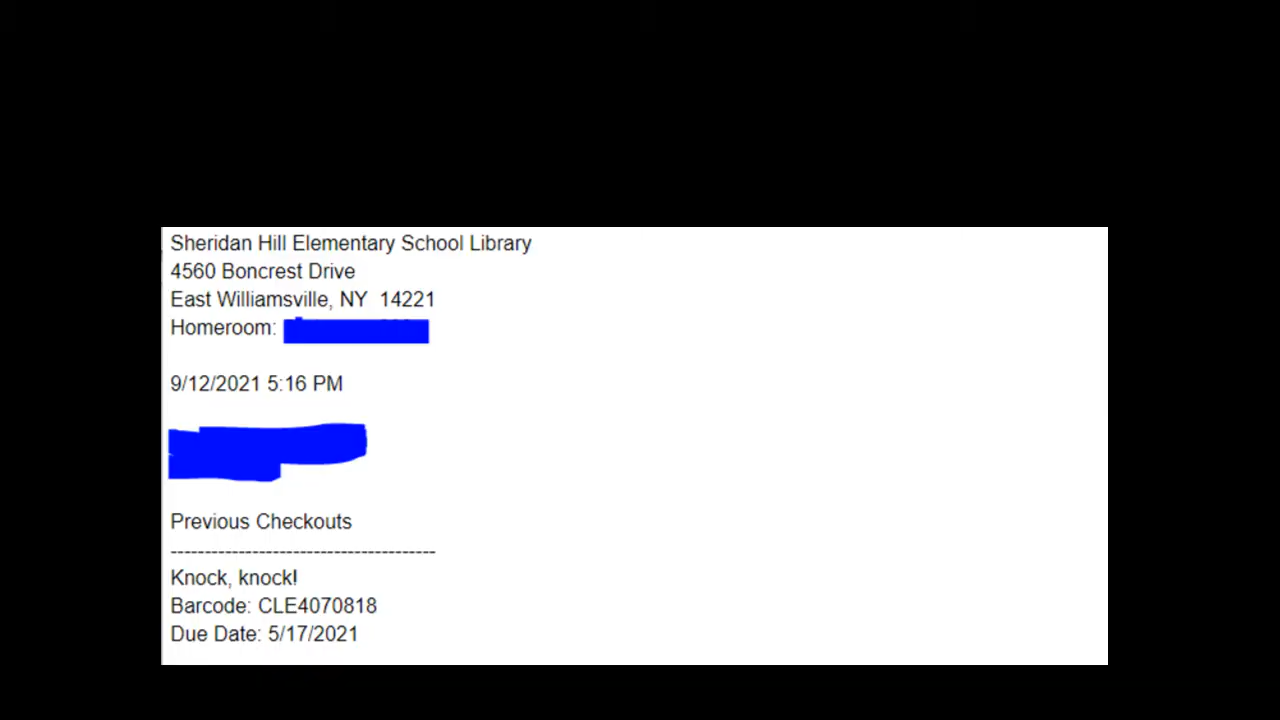 Sheridan Hill Elementary School Library
4560 Boncrest Drive
East Williamsville, NY  14221
Homeroom:
9/12/2021 5:16 PM
Previous Checkouts
---------------------------------------
Knock, knock!
Barcode: CLE4070818
Due Date: 5/17/2021